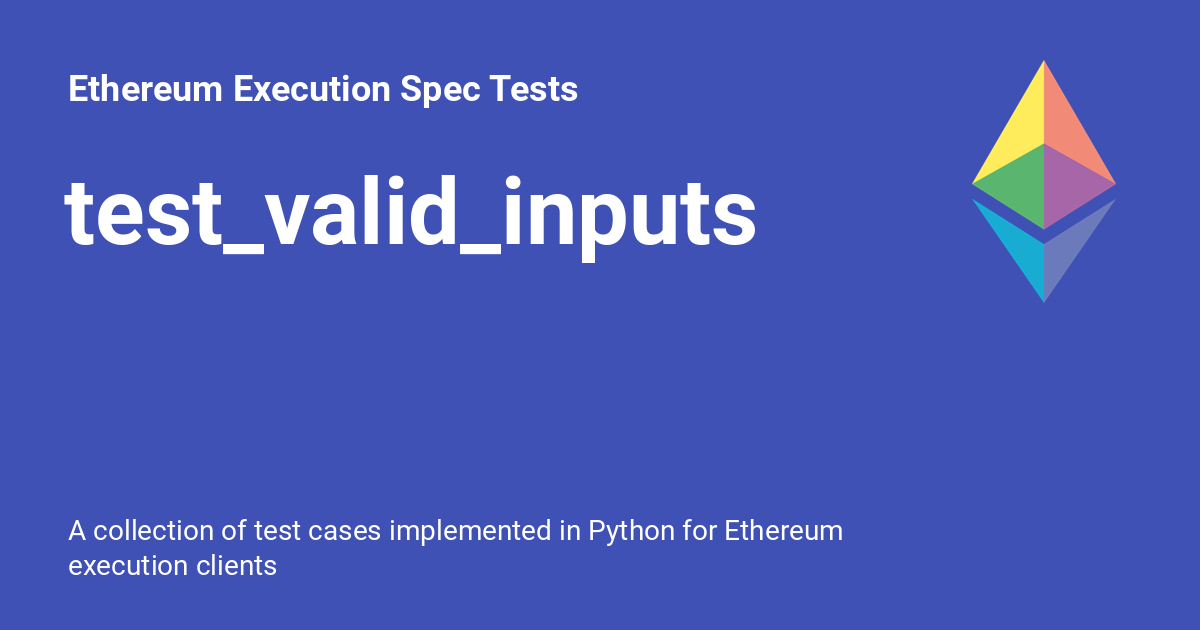 Ethereum Execution Spec Tests
test_valid_inputs
A collection of test cases implemented in Python for Ethereum
execution clients